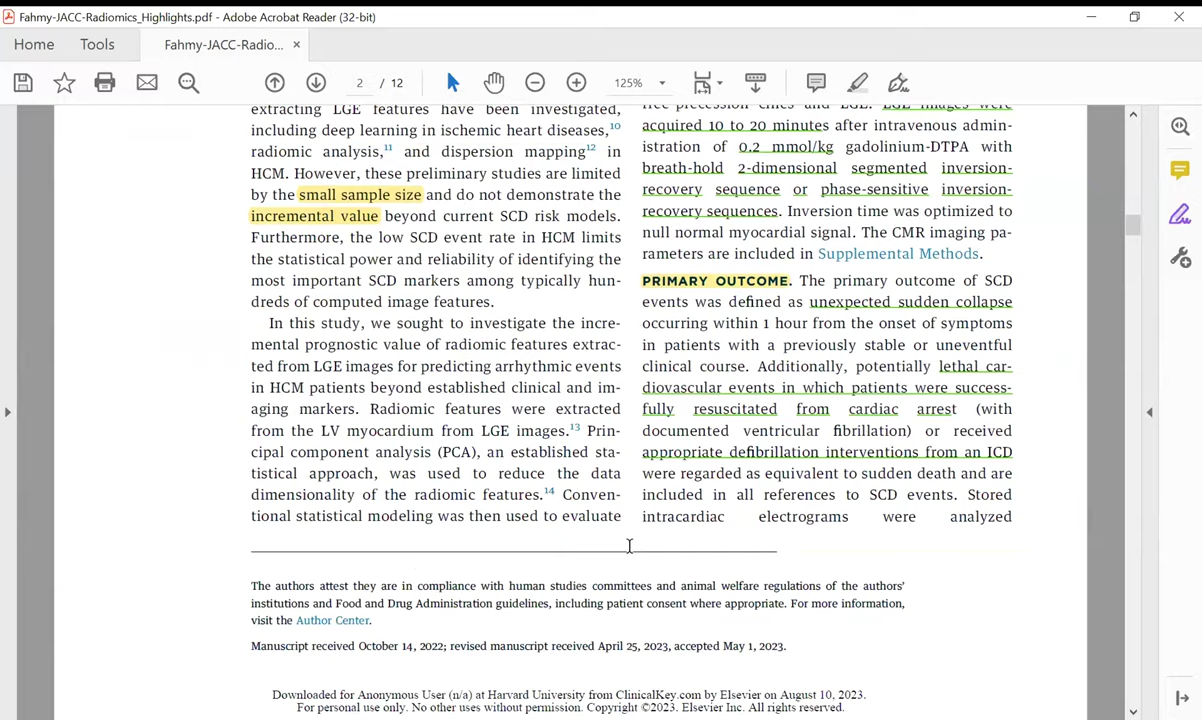 Fahmy-JACC-Radiomics_Highlights.pdf - Adobe Acrobat Reader (32-bit)
Home Tools Fahmy-JACC-Radio... ×
2 / 12 125%
extracting LGE features have been investigated,
including deep learning in ischemic heart diseases,10
radiomic analysis,11 and dispersion mapping12 in
HCM. However, these preliminary studies are limited
by the small sample size and do not demonstrate the
incremental value beyond current SCD risk models.
Furthermore, the low SCD event rate in HCM limits
the statistical power and reliability of identifying the
most important SCD markers among typically hun-
dreds of computed image features.
In this study, we sought to investigate the incre-
mental prognostic value of radiomic features extrac-
ted from LGE images for predicting arrhythmic events
in HCM patients beyond established clinical and im-
aging markers. Radiomic features were extracted
from the LV myocardium from LGE images.13 Prin-
cipal component analysis (PCA), an established sta-
tistical approach, was used to reduce the data
dimensionality of the radiomic features.14 Conven-
tional statistical modeling was then used to evaluate
free precession cines and LGE. LGE images were
acquired 10 to 20 minutes after intravenous admin-
istration of 0.2 mmol/kg gadolinium-DTPA with
breath-hold 2-dimensional segmented inversion-
recovery sequence or phase-sensitive inversion-
recovery sequences. Inversion time was optimized to
null normal myocardial signal. The CMR imaging pa-
rameters are included in Supplemental Methods.
PRIMARY OUTCOME. The primary outcome of SCD
events was defined as unexpected sudden collapse
occurring within 1 hour from the onset of symptoms
in patients with a previously stable or uneventful
clinical course. Additionally, potentially lethal car-
diovascular events in which patients were success-
fully resuscitated from cardiac arrest (with
documented ventricular fibrillation) or received
appropriate defibrillation interventions from an ICD
were regarded as equivalent to sudden death and are
included in all references to SCD events. Stored
intracardiac electrograms were analyzed
The authors attest they are in compliance with human studies committees and animal welfare regulations of the authors'
institutions and Food and Drug Administration guidelines, including patient consent where appropriate. For more information,
visit the Author Center.
Manuscript received October 14, 2022; revised manuscript received April 25, 2023, accepted May 1, 2023.
Downloaded for Anonymous User (n/a) at Harvard University from ClinicalKey.com by Elsevier on August 10, 2023.
For personal use only. No other uses without permission. Copyright ©2023. Elsevier Inc. All rights reserved.